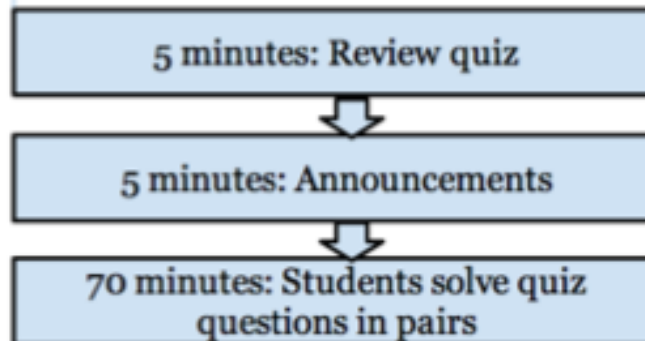 5 minutes: Review quiz
5 minutes: Announcements
70 minutes: Students solve quiz
questions in pairs